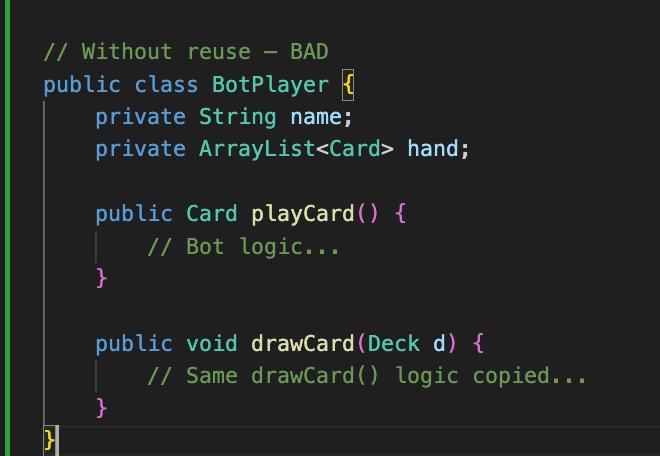 // Without reuse – BAD
public class BotPlayer {
    private String name;
    private ArrayList<Card> hand;

    public Card playCard() {
        // Bot logic...
    }

    public void drawCard(Deck d) {
        // Same drawCard() logic copied...
    }
}